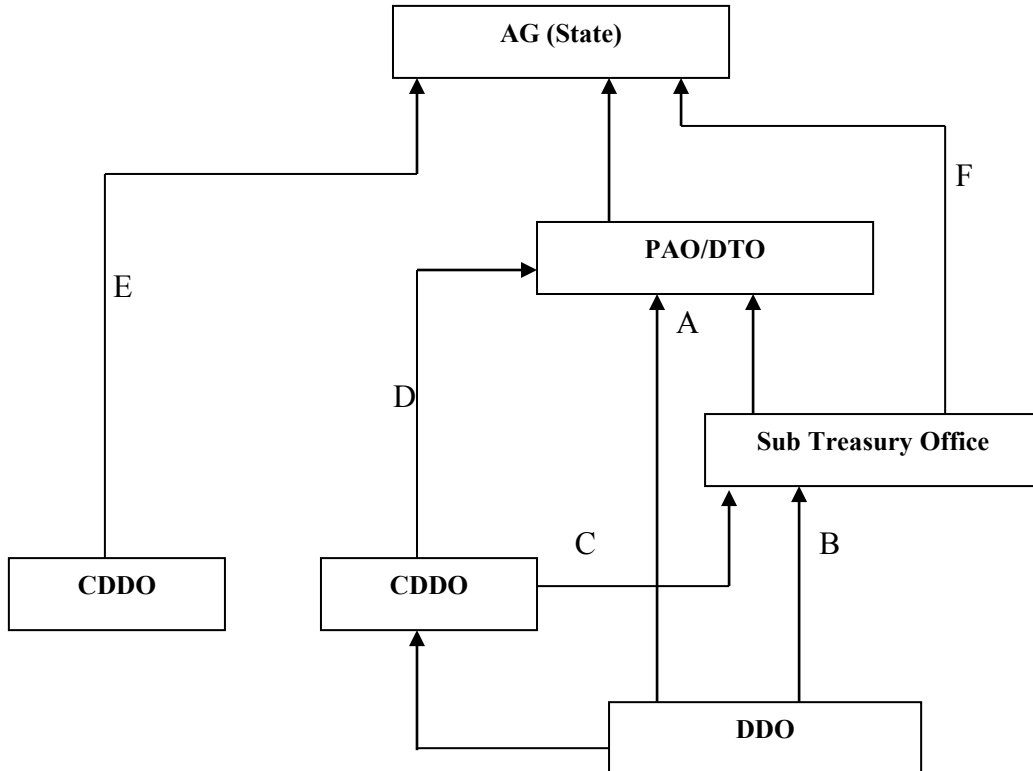 AG (State)
F
PAO/DTO
E
A
D
Sub Treasury Office
C
B
CDDO
CDDO
DDO